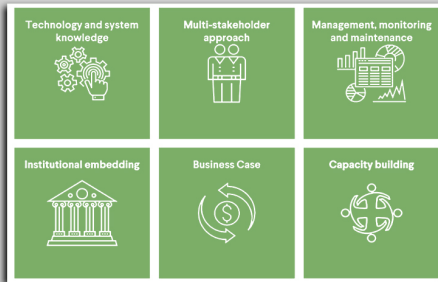 Technology and system
knowledge
Multi-stakeholder
approach
Management, monitoring
and maintenance
Institutional embedding
Business Case
$
Capacity building